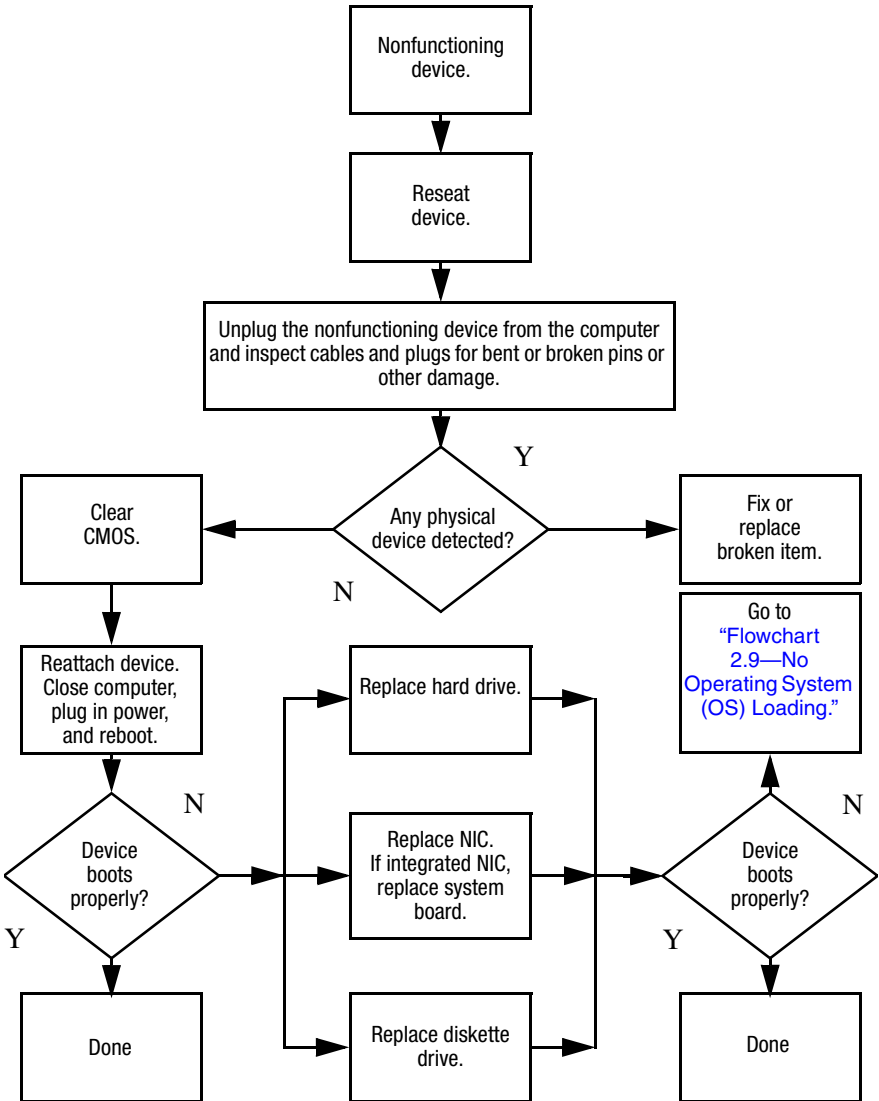 Nonfunctioning
device.
Reseat
device.
Unplug the nonfunctioning device from the computer
and inspect cables and plugs for bent or broken pins or
other damage.
Y
Any physical
device detected?
N
Clear
CMOS.
Fix or
replace
broken item.
Reattach device.
Close computer,
plug in power,
and reboot.
Replace hard drive.
Go to
“Flowchart
2.9—No
Operating System
(OS) Loading.”
N
Device
boots
properly?
Y
Replace NIC.
If integrated NIC,
replace system
board.
N
Device
boots
properly?
Y
Done
Replace diskette
drive.
Done